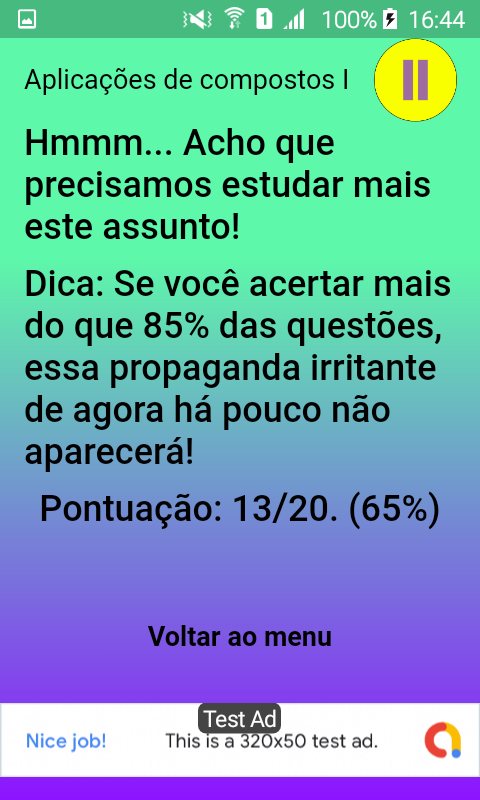 1 100% 16:44
Aplicações de compostos I
Hmmm... Acho que
precisamos estudar mais
este assunto!
Dica: Se você acertar mais
do que 85% das questões,
essa propaganda irritante
de agora há pouco não
aparecerá!
Pontuação: 13/20. (65%)
Voltar ao menu
Test Ad
Nice job! This is a 320x50 test ad.